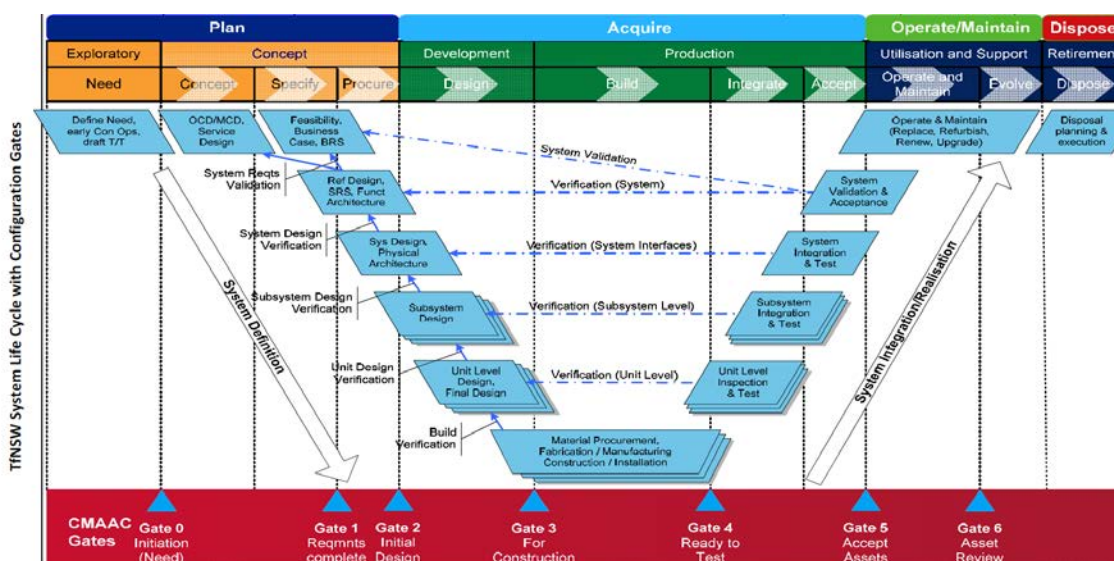 Plan
Acquire
Operate/Maintain
Dispose
Exploratory
Concept
Development
Production
Utilisation and Support
Retirement
Need
Concept
Specify
Procure
Design
Build
Integrate
Accept
Operate and
Maintain
Evolve
Dispose
TfNSW System Life Cycle with Configuration Gates
Define Need,
early Con Ops,
draft T/T
OCD/MCD,
Service
Design
Feasibility,
Business
Case, BRS
Operate & Maintain
(Replace, Refurbish,
Renew, Upgrade)
Disposal
planning &
execution
System Validation
System Reqts
Validation
Ref Design,
SRS, Funct
Architecture
Verification (System)
System
Validation &
Acceptance
System Design
Verification
Sys Design,
Physical
Architecture
Verification (System Interfaces)
System
Integration
& Test
Subsystem Design
Verification
Subsystem
Design
Verification (Subsystem Level)
Subsystem
Integration
& Test
System Definition
System Integration/Realisation
Unit Design
Verification
Unit Level
Design,
Final Design
Verification (Unit Level)
Unit Level
Inspection
& Test
Build
Verification
Material Procurement,
Fabrication / Manufacturing
Construction / Installation
CMAAC
Gates
Gate 0
Initiation
(Need)
Gate 1
Reqmnts
complete
Gate 2
Initial
Design
Gate 3
For
Construction
Gate 4
Ready to
Test
Gate 5
Accept
Assets
Gate 6
Asset
Review